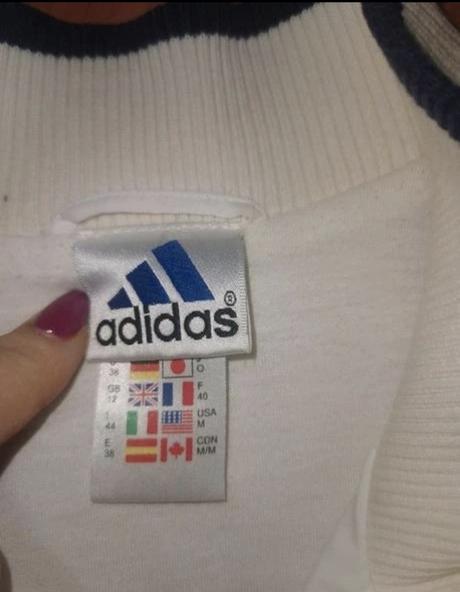 adidas®
38 O
GB 12 F 40
I 44 USA M
E 38 CDN M/M